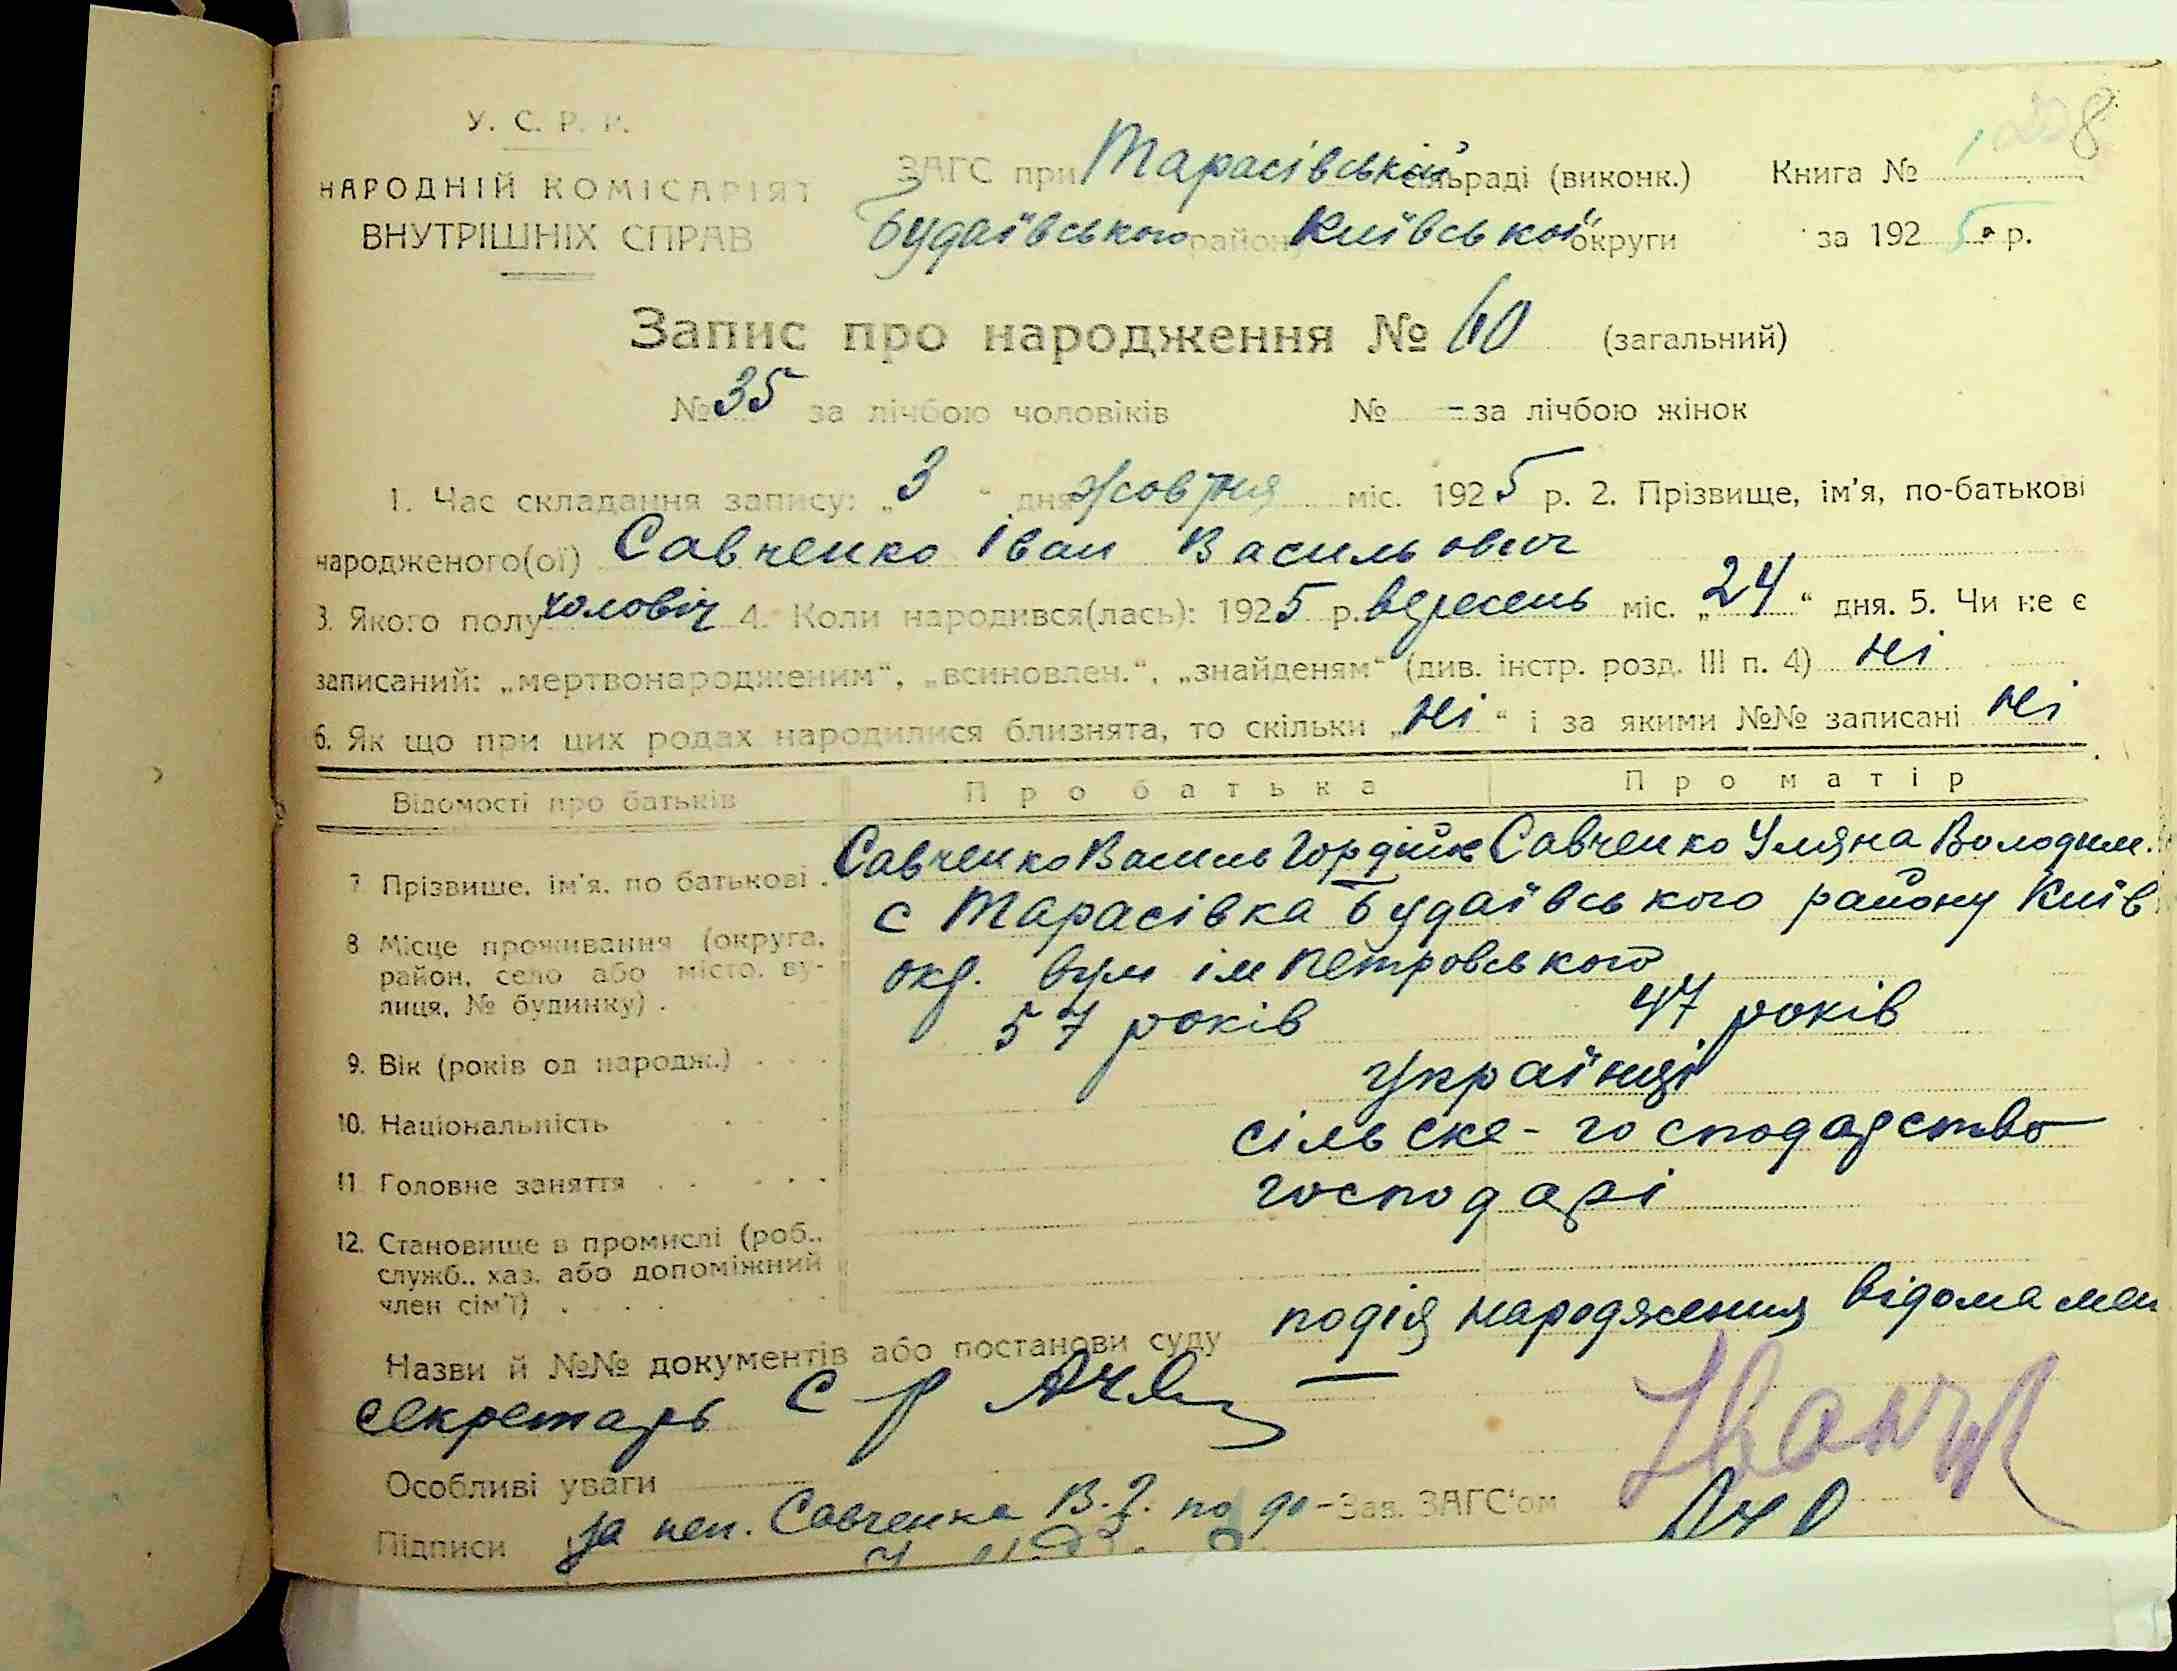 У. С. Р. Р.
НАРОДНІЙ КОМІСАРІЯТ
ВНУТРІШНІХ СПРАВ
ЗАГС при Тарасівській сільраді (виконк.)
Будаївського району Київської округи
Книга № 1
8
за 1925 р.
Запис про народження № 60 (загальний)
№ 35 за лічбою чоловіків № - за лічбою жінок
1. Час складання запису: „3“ дня жовтня міс. 1925 р. 2. Прізвище, ім'я, по-батькові
народженого(ої) Савченко Іван Васильович
3. Якого полу чоловіч 4. Коли народився(лась): 1925 р. вересень міс. „24“ дня. 5. Чи не є
записаний: „мертвонародженим“, „всиновлен.“, „знайденям“ (див. інстр. розд. III п. 4) ні
6. Як що при цих родах народилися близнята, то скільки „ні“ і за якими №№ записані ні
Відомості про батьків Про батька Про матір
7. Прізвище, ім'я, по батькові . Савченко Василь Гордійов Савченко Уляна Володим.
8. Місце проживання (округа, район, село або місто, вулиця, № будинку) .
с Тарасівка Будаївського району Київ
окр. вул ім Петровського
9. Вік (років од народж.) . . . 57 років 47 років
10. Національність . . . українці
11. Головне заняття . . . . . сільске-господарство
12. Становище в промислі (роб., служб., хаз. або допоміжний член сім'ї) . . . .
господарі
Назви й №№ документів або постанови суду подія народження відома мен
секретарь с р —
Особливі уваги
Підписи за неп. Савченка В. Г. по до- Зав. ЗАГС'ом